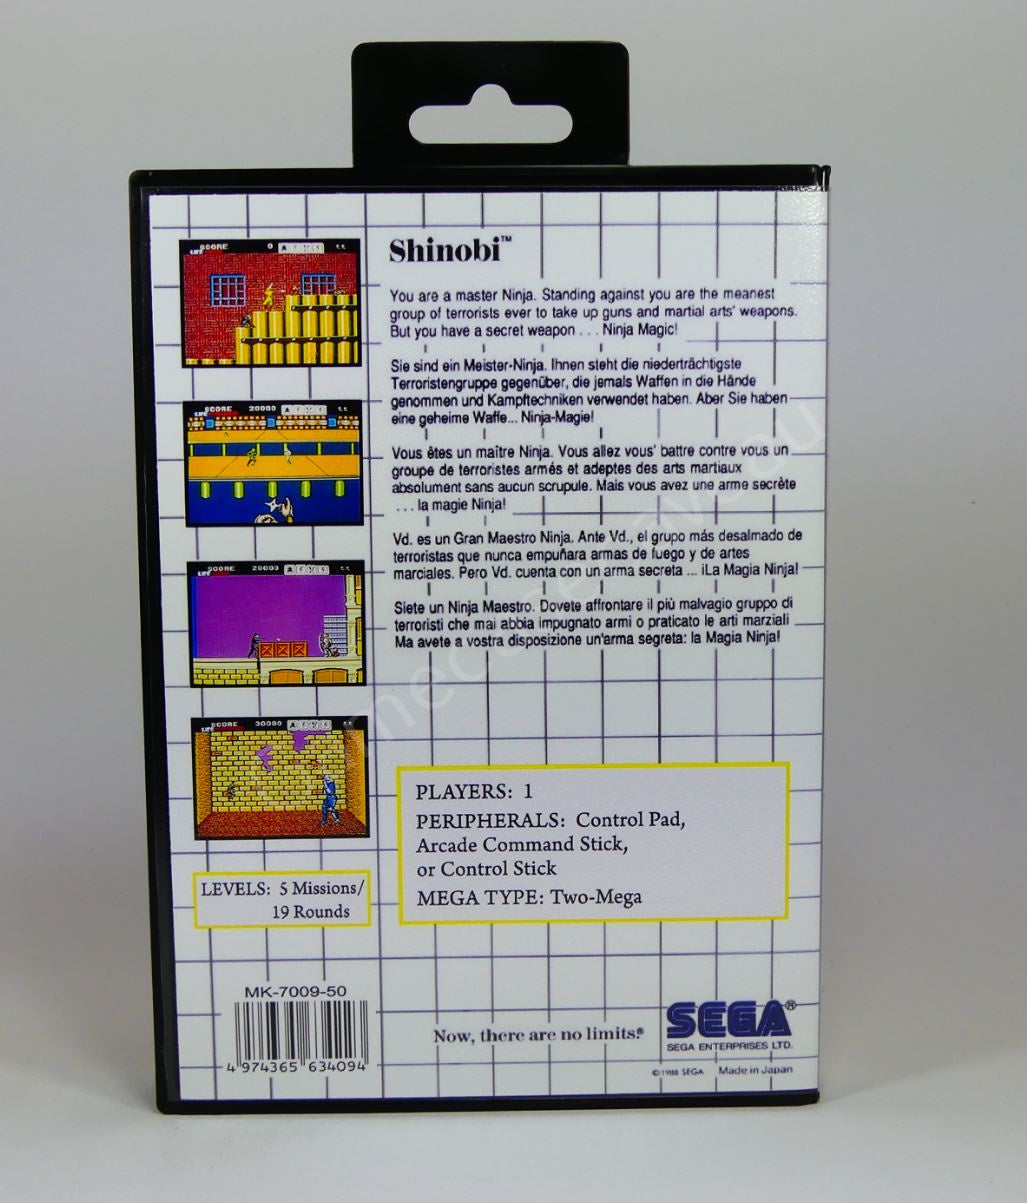 Shinobi™
You are a master Ninja. Standing against you are the meanest
group of terrorists ever to take up guns and martial arts' weapons.
But you have a secret weapon . . . Ninja Magic!
Sie sind ein Meister-Ninja. Ihnen steht die niederträchtigste
Terroristengruppe gegenüber, die jemals Waffen in die Hände
genommen und Kampftechniken verwendet haben. Aber Sie haben
eine geheime Waffe... Ninja-Magie!
Vous êtes un maître Ninja. Vous allez vous' battre contre vous un
groupe de terroristes armés et adeptes des arts martiaux
absolument sans aucun scrupule. Mais vous avez une arme secrète
. . . la magie Ninja!
Vd. es un Gran Maestro Ninja. Ante Vd., el grupo más desalmado de
terroristas que nunca empuñara armas de fuego y de artes
marciales. Pero Vd. cuenta con un arma secreta ... ¡La Magia Ninja!
Siete un Ninja Maestro. Dovete affrontare il più malvagio gruppo di
terroristi che mai abbia impugnato armi o praticato le arti marziali
Ma avete a vostra disposizione un'arma segreta: la Magia Ninja!
SCORE 0
LIFE
SCORE 20000
LIFE
SCORE 20000
LIFE
SCORE 30000
LIFE
LEVELS: 5 Missions/
19 Rounds
PLAYERS: 1
PERIPHERALS: Control Pad,
Arcade Command Stick,
or Control Stick
MEGA TYPE: Two-Mega
MK-7009-50
4 974365 634094
Now, there are no limits!®
SEGA®
SEGA ENTERPRISES LTD.
©1988 SEGA Made in Japan